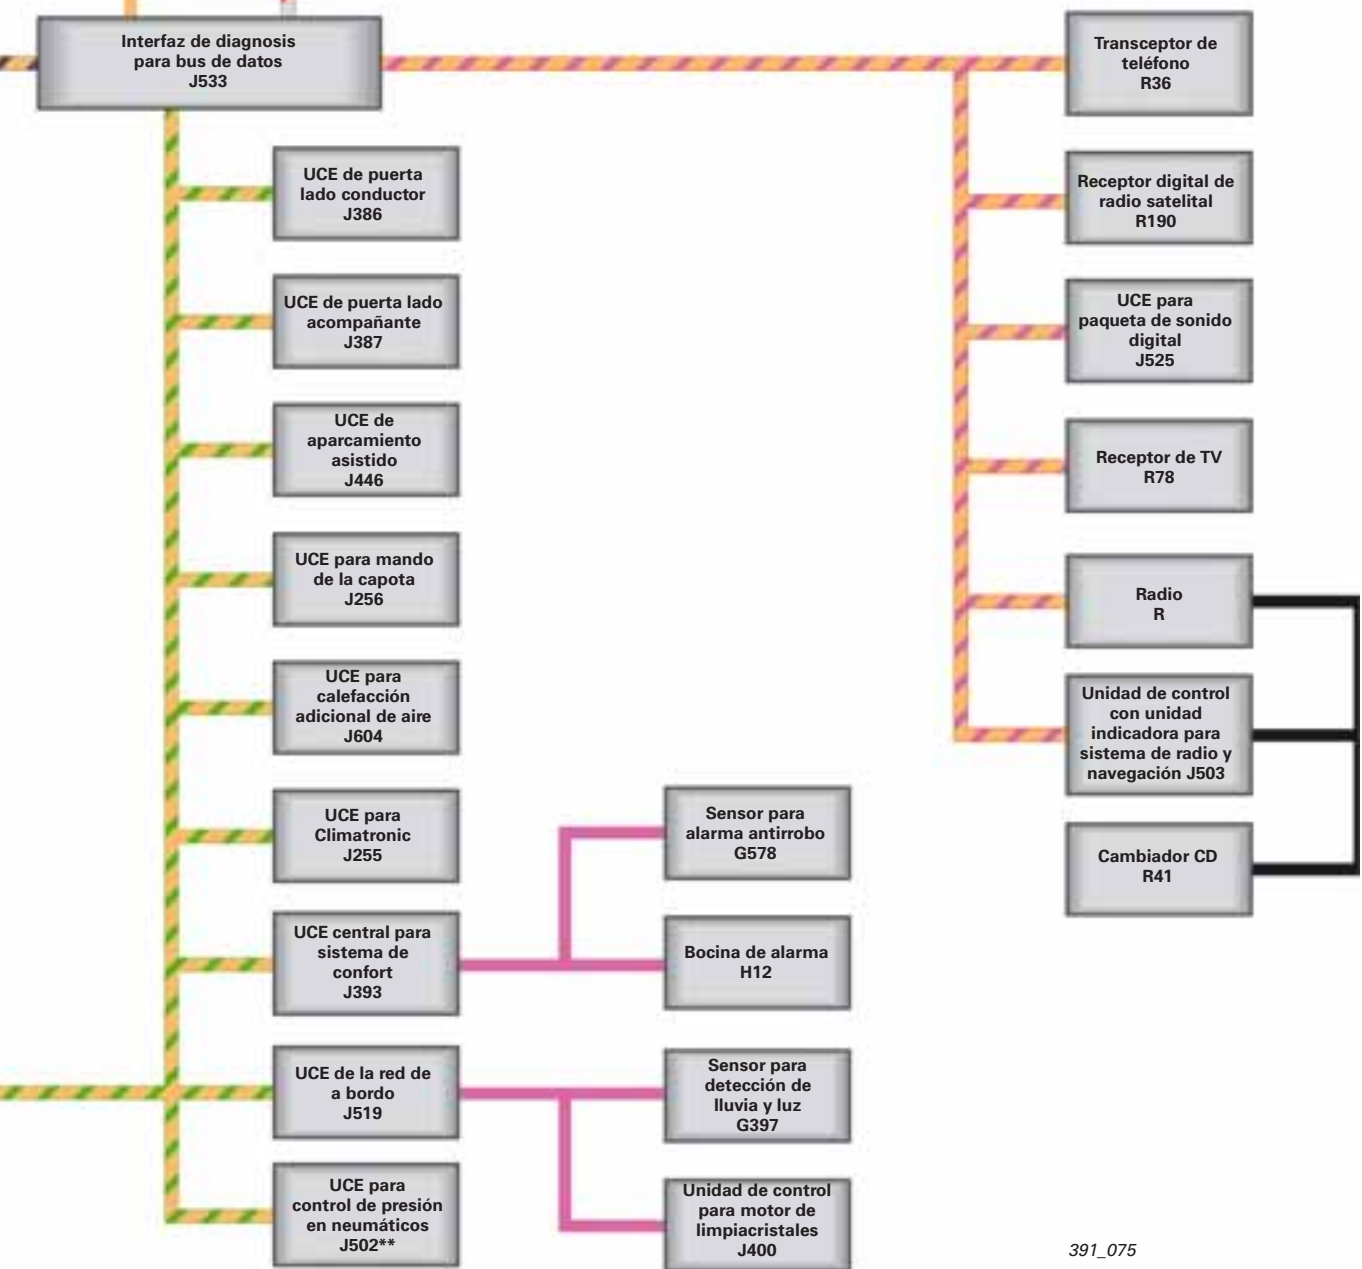 Interfaz de diagnosis
para bus de datos
J533
UCE de puerta
lado conductor
J386
UCE de puerta lado
acompañante
J387
UCE de
aparcamiento
asistido
J446
UCE para mando
de la capota
J256
UCE para
calefacción
adicional de aire
J604
UCE para
Climatronic
J255
UCE central para
sistema de
confort
J393
UCE de la red de
a bordo
J519
UCE para
control de presión
en neumáticos
J502**
Sensor para
alarma antirrobo
G578
Bocina de alarma
H12
Sensor para
detección de
lluvia y luz
G397
Unidad de control
para motor de
limpiacristales
J400
Transceptor de
teléfono
R36
Receptor digital de
radio satelital
R190
UCE para
paqueta de sonido
digital
J525
Receptor de TV
R78
Radio
R
Unidad de control
con unidad
indicadora para
sistema de radio y
navegación J503
Cambiador CD
R41
391_075